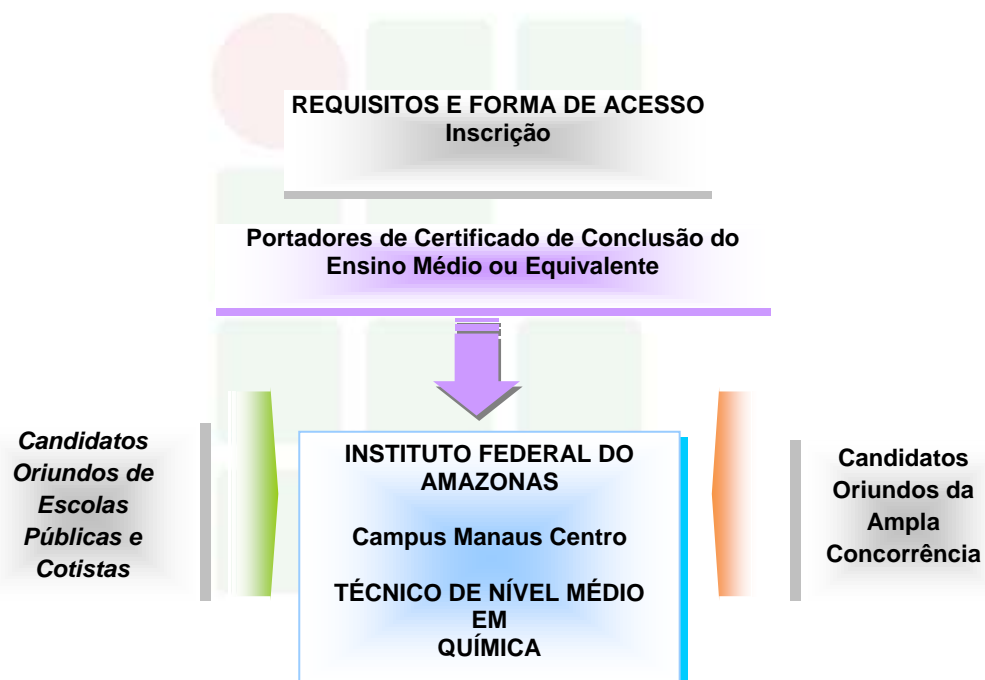 REQUISITOS E FORMA DE ACESSO
Inscrição
Portadores de Certificado de Conclusão do
Ensino Médio ou Equivalente
Candidatos
Oriundos de
Escolas
Públicas e
Cotistas
INSTITUTO FEDERAL DO
AMAZONAS
Campus Manaus Centro
TÉCNICO DE NÍVEL MÉDIO
EM
QUÍMICA
Candidatos
Oriundos da
Ampla
Concorrência